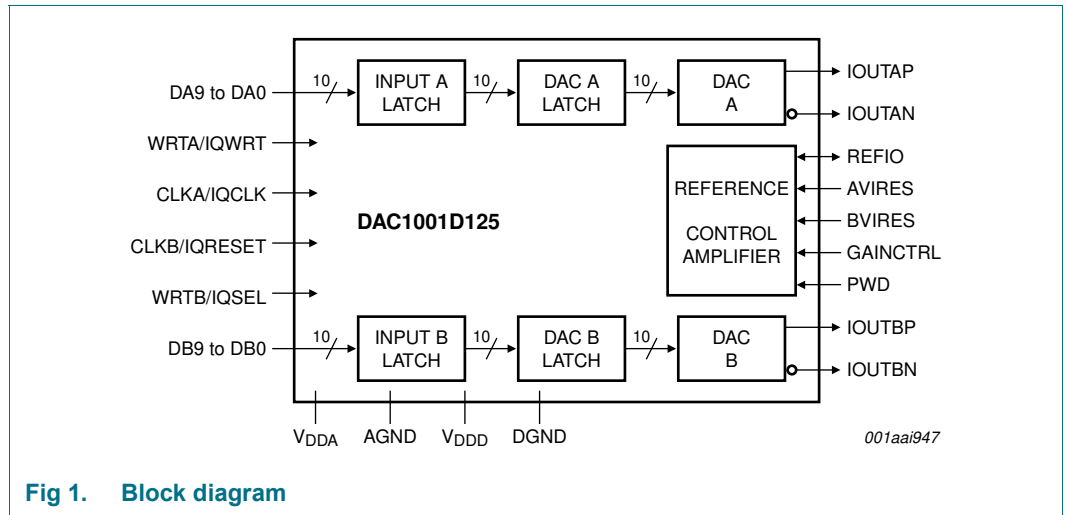 DA9 to DA0
10
INPUT A
LATCH
10
DAC A
LATCH
10
DAC
A
IOUTAP
IOUTAN
WRTA/IQWRT
CLKA/IQCLK
CLKB/IQRESET
WRTB/IQSEL
DAC1001D125
REFERENCE
CONTROL
AMPLIFIER
REFIO
AVIRES
BVIRES
GAINCTRL
PWD
DB9 to DB0
10
INPUT B
LATCH
10
DAC B
LATCH
10
DAC
B
IOUTBP
IOUTBN
VDDA
AGND
VDDD
DGND
001aai947
Fig 1. Block diagram